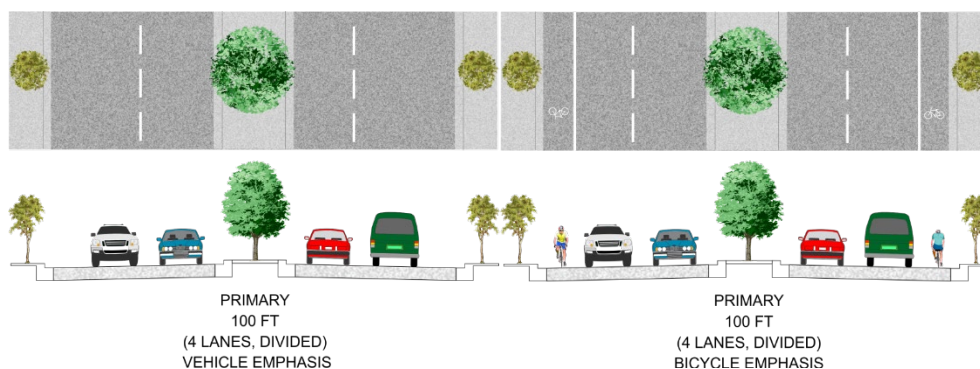 PRIMARY
100 FT
(4 LANES, DIVIDED)
VEHICLE EMPHASIS
PRIMARY
100 FT
(4 LANES, DIVIDED)
BICYCLE EMPHASIS